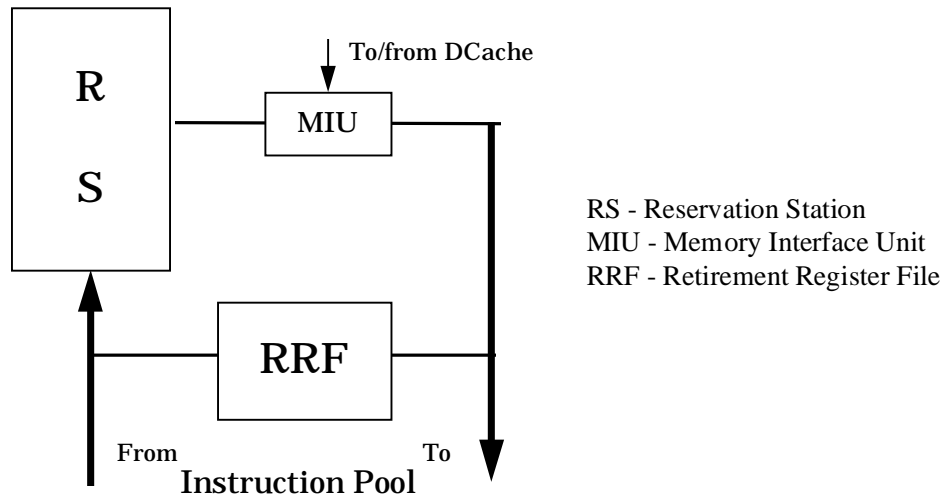 R
S
To/from DCache
MIU
RS - Reservation Station
MIU - Memory Interface Unit
RRF - Retirement Register File
RRF
From
To
Instruction Pool